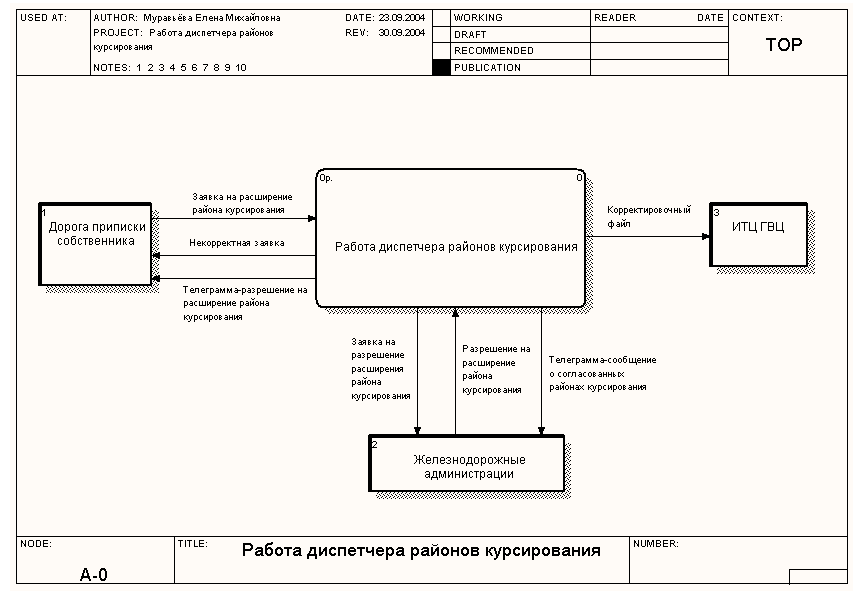 USED AT:
AUTHOR: Муравьёва Елена Михайловна
DATE: 23.09.2004
PROJECT: Работа диспетчера районов
курсирования
REV: 30.09.2004
NOTES: 1 2 3 4 5 6 7 8 9 10
WORKING
DRAFT
RECOMMENDED
PUBLICATION
READER
DATE
CONTEXT:
TOP
1
Дорога приписки
собственника
Заявка на расширение
района курсирования
Некорректная заявка
Телеграмма-разрешение на
расширение района
курсирования
0р.
0
Работа диспетчера районов курсирования
Корректировочный
файл
3
ИТЦ ГВЦ
Заявка на
разрешение
расширения
района
курсирования
Разрешение на
расширение
района
курсирования
Телеграмма-сообщение
о согласованных
районах курсирования
2
Железнодорожные
администрации
NODE:
A-0
TITLE:
Работа диспетчера районов курсирования
NUMBER: